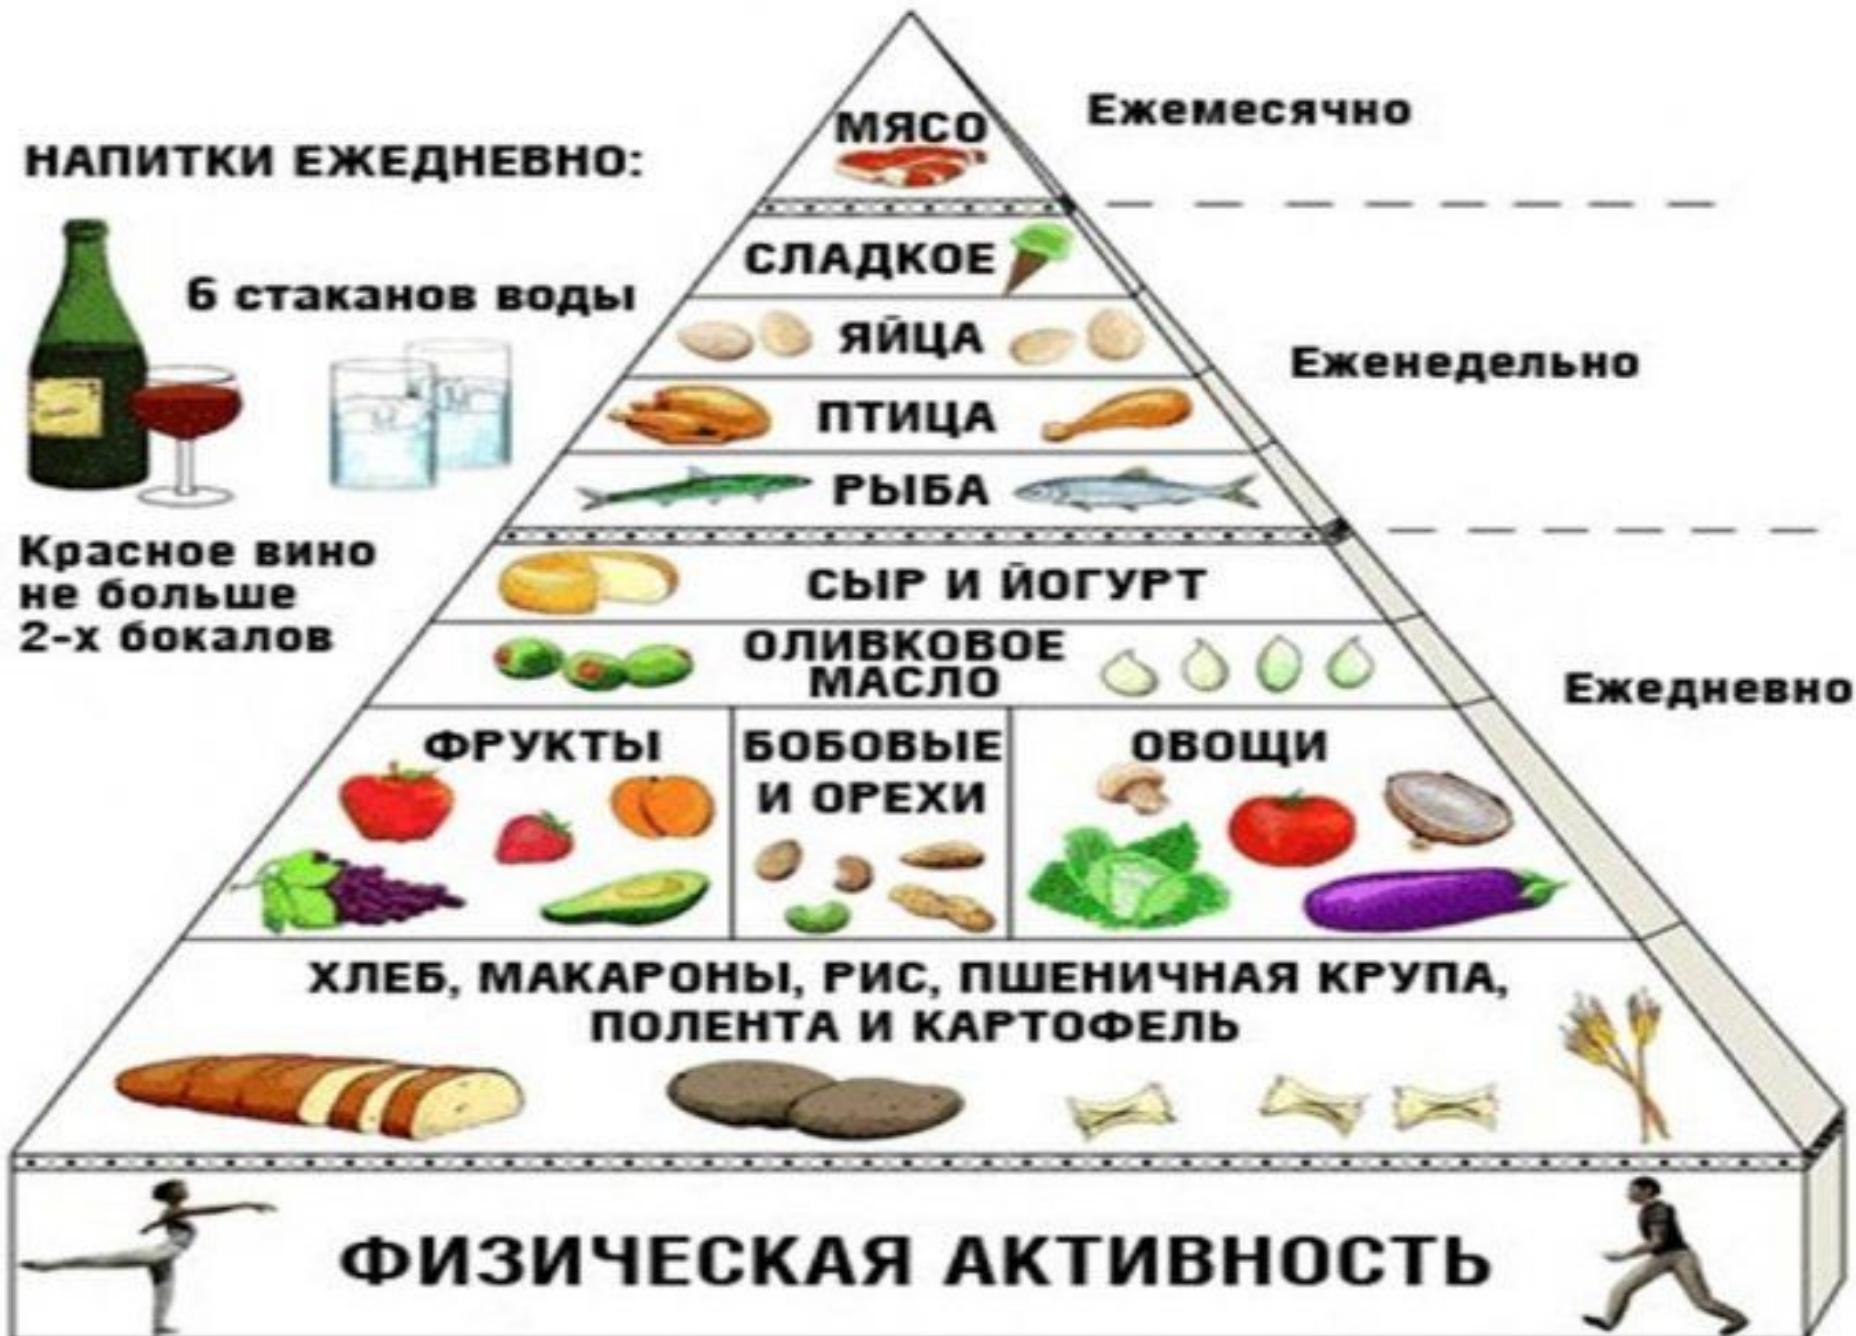 МЯСО
Ежемесячно
НАПИТКИ ЕЖЕДНЕВНО:
6 стаканов воды
Красное вино
не больше
2-х бокалов
СЛАДКОЕ
ЯЙЦА
ПТИЦА
РЫБА
Еженедельно
СЫР И ЙОГУРТ
ОЛИВКОВОЕ
МАСЛО
ФРУКТЫ
БОБОВЫЕ
И ОРЕХИ
ОВОЩИ
Ежедневно
ХЛЕБ, МАКАРОНЫ, РИС, ПШЕНИЧНАЯ КРУПА,
ПОЛЕНТА И КАРТОФЕЛЬ
ФИЗИЧЕСКАЯ АКТИВНОСТЬ